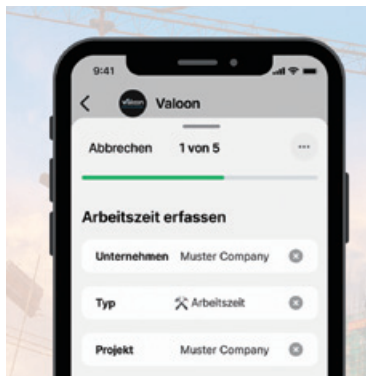 9:41
valoon Valoon
Abbrechen 1 von 5
Arbeitszeit erfassen
Unternehmen Muster Company
Typ Arbeitszeit
Projekt Muster Company